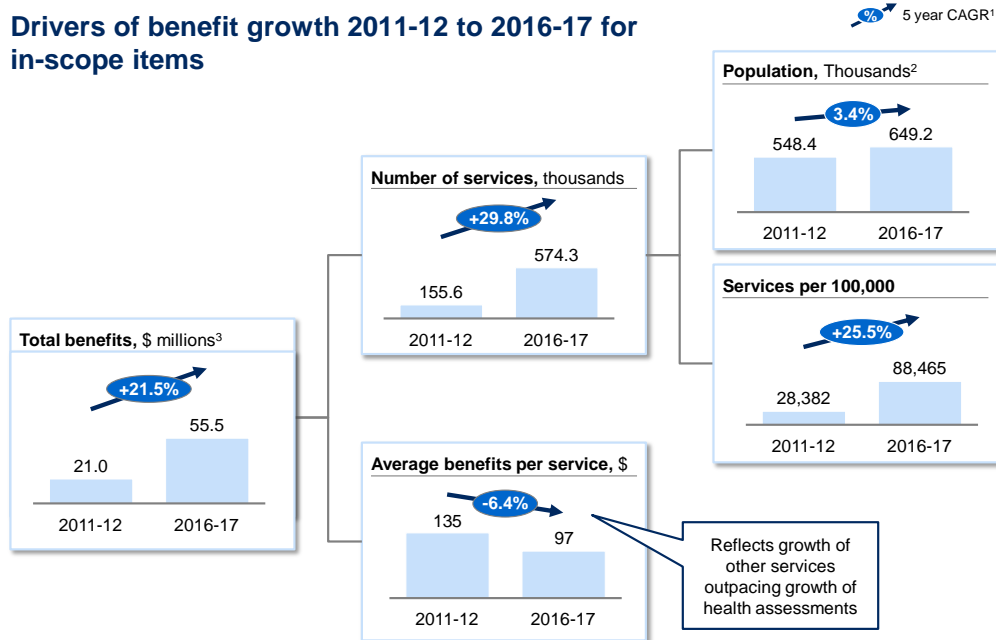 Drivers of benefit growth 2011-12 to 2016-17 for
in-scope items
% 5 year CAGR¹
Population, Thousands²
3.4%
548.4
649.2
2011-12
2016-17
Number of services, thousands
+29.8%
155.6
574.3
2011-12
2016-17
Services per 100,000
+25.5%
28,382
88,465
2011-12
2016-17
Total benefits, $ millions³
+21.5%
21.0
55.5
2011-12
2016-17
Average benefits per service, $
-6.4%
135
97
2011-12
2016-17
Reflects growth of
other services
outpacing growth of
health assessments